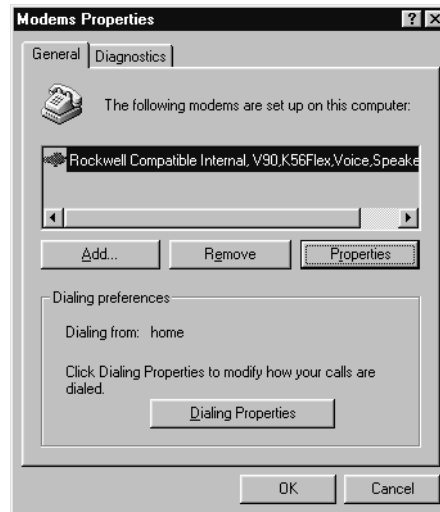 Modems Properties
General
Diagnostics
The following modems are set up on this computer:
Rockwell Compatible Internal, V90,K56Flex,Voice,Speake
Add...
Remove
Properties
Dialing preferences
Dialing from: home
Click Dialing Properties to modify how your calls are
dialed.
Dialing Properties
OK
Cancel